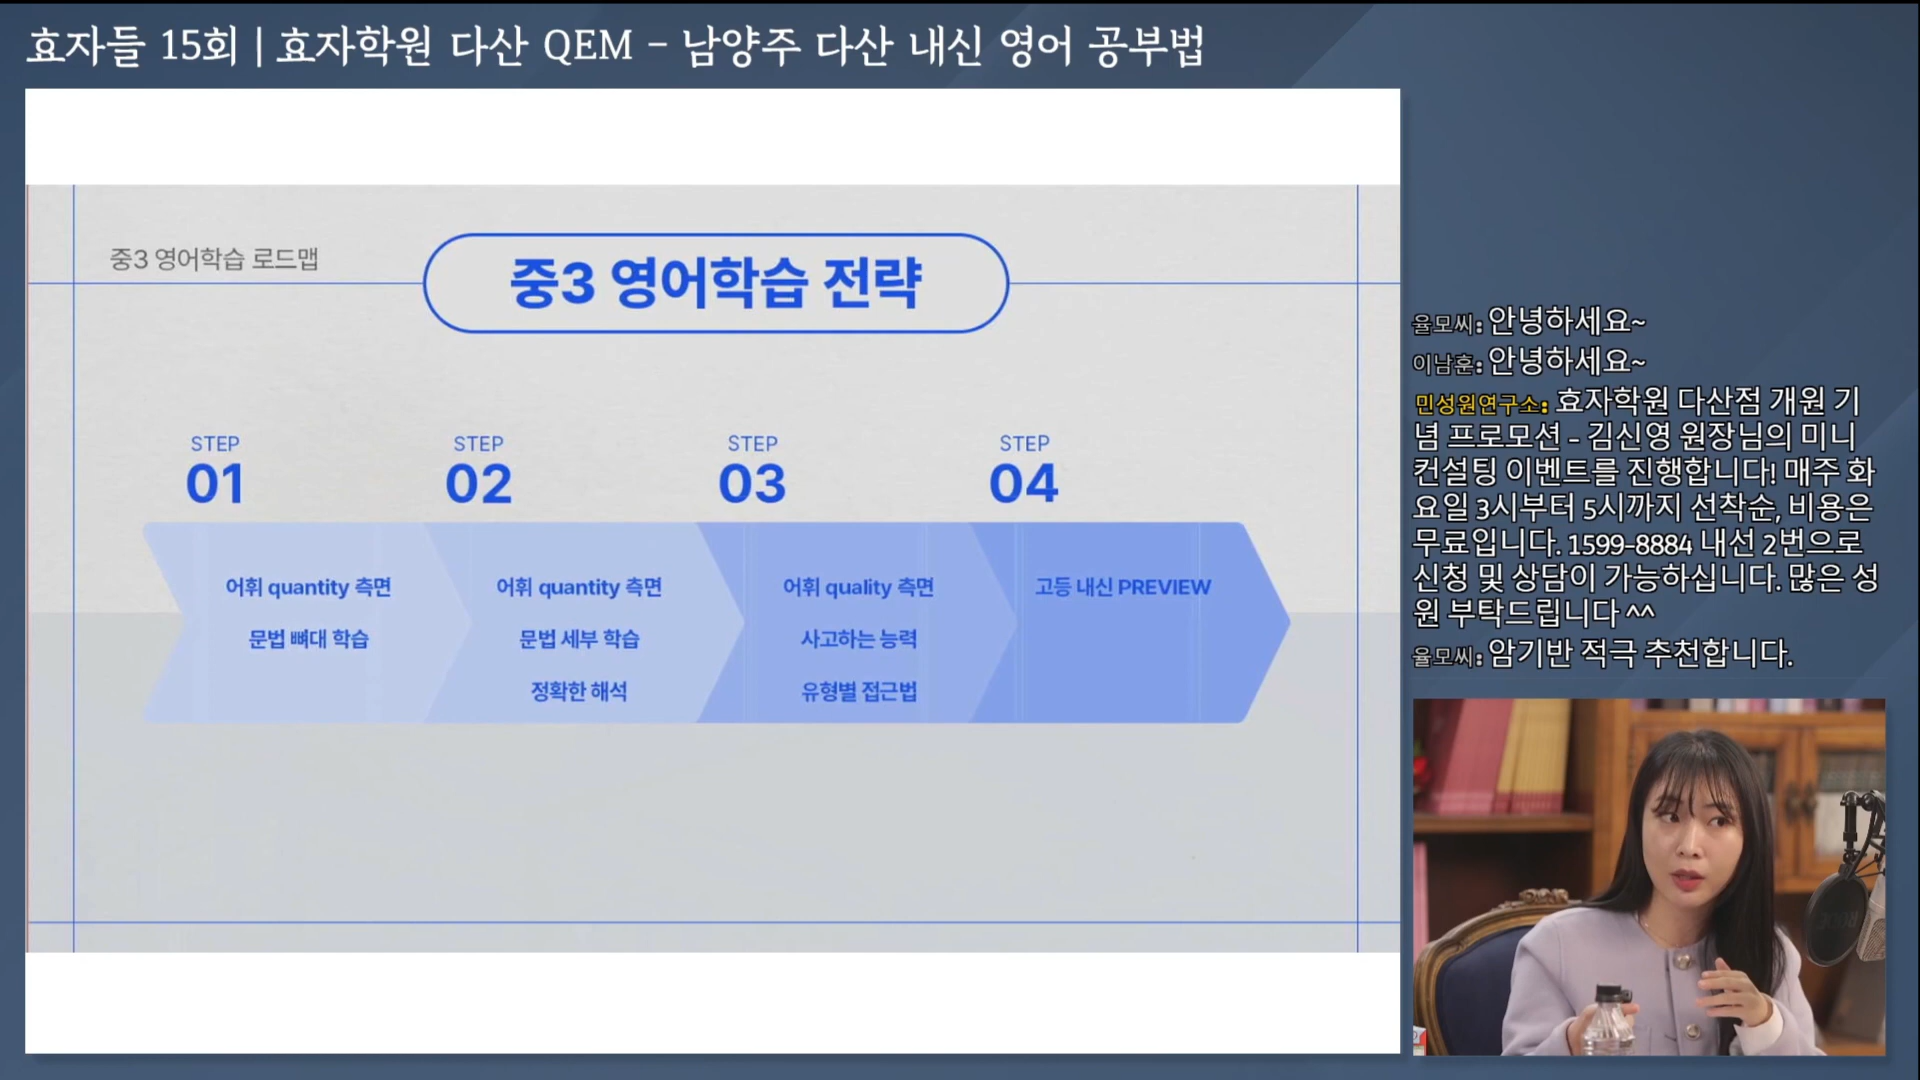 효자들 15회 | 효자학원 다산 QEM - 남양주 다산 내신 영어 공부법
중3 영어학습 로드맵
중3 영어학습 전략
STEP
01
STEP
02
STEP
03
STEP
04
어휘 quantity 측면
문법 뼈대 학습
어휘 quantity 측면
문법 세부 학습
정확한 해석
어휘 quality 측면
사고하는 능력
유형별 접근법
고등 내신 PREVIEW
율모씨: 안녕하세요~
이남훈: 안녕하세요~
민성원연구소: 효자학원 다산점 개원 기
념 프로모션 - 김신영 원장님의 미니
컨설팅 이벤트를 진행합니다! 매주 화
요일 3시부터 5시까지 선착순, 비용은
무료입니다. 1599-8884 내선 2번으로
신청 및 상담이 가능하십니다. 많은 성
원 부탁드립니다 ^^
율모씨: 암기반 적극 추천합니다.